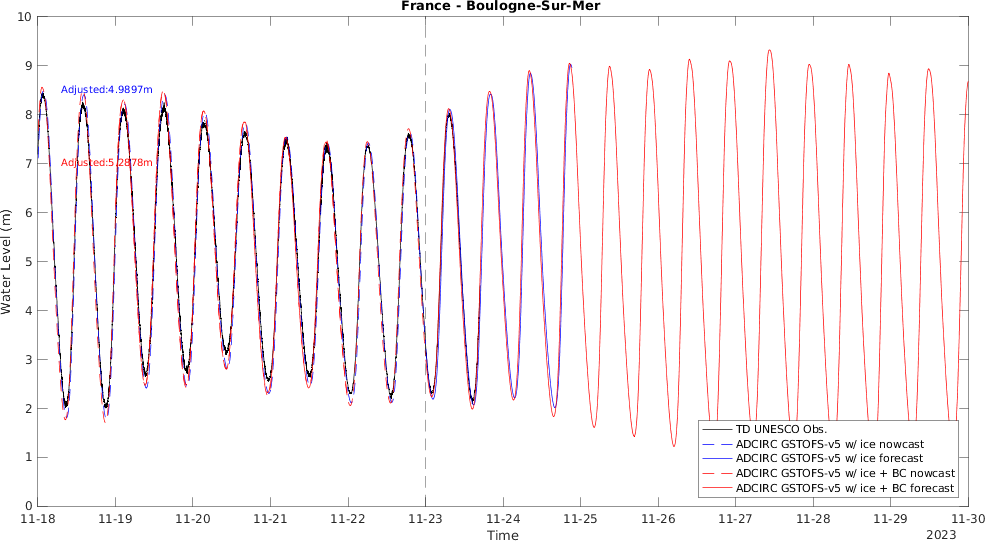 France - Boulogne-Sur-Mer
10
9
8
7
6
5
4
3
2
1
0
Water Level (m)
Adjusted:4.9897m
Adjusted:5.2878m
TD UNESCO Obs.
ADCIRC GSTOFS-v5 w/ ice nowcast
ADCIRC GSTOFS-v5 w/ ice forecast
ADCIRC GSTOFS-v5 w/ ice + BC nowcast
ADCIRC GSTOFS-v5 w/ ice + BC forecast
11-18 11-19 11-20 11-21 11-22 11-23 11-24 11-25 11-26 11-27 11-28 11-29 11-30
Time
2023